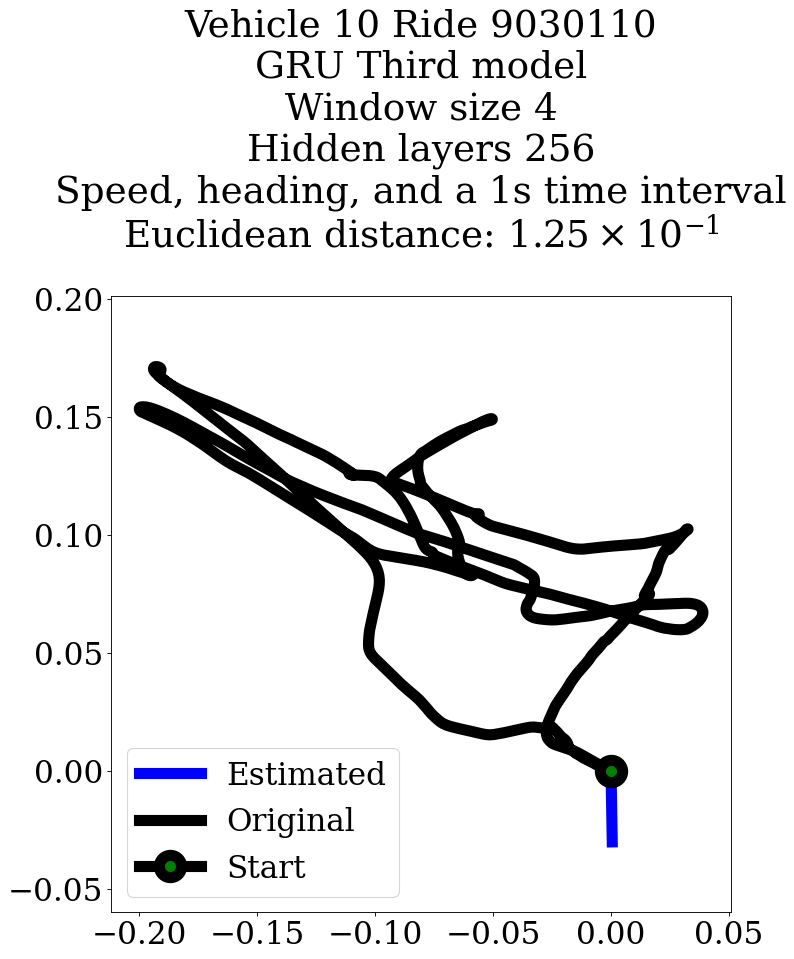 Vehicle 10 Ride 9030110
GRU Third model
Window size 4
Hidden layers 256
Speed, heading, and a 1s time interval
Euclidean distance: 1.25 × 10⁻¹
0.20
0.15
0.10
0.05
0.00
−0.05
Estimated
Original
Start
−0.20 −0.15 −0.10 −0.05 0.00 0.05